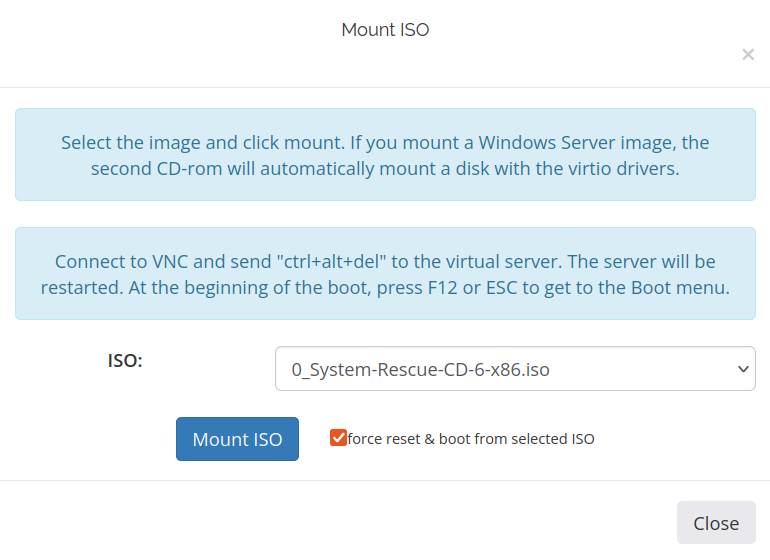 Mount ISO
×
Select the image and click mount. If you mount a Windows Server image, the
second CD-rom will automatically mount a disk with the virtio drivers.
Connect to VNC and send "ctrl+alt+del" to the virtual server. The server will be
restarted. At the beginning of the boot, press F12 or ESC to get to the Boot menu.
ISO:
0_System-Rescue-CD-6-x86.iso
Mount ISO
force reset & boot from selected ISO
Close